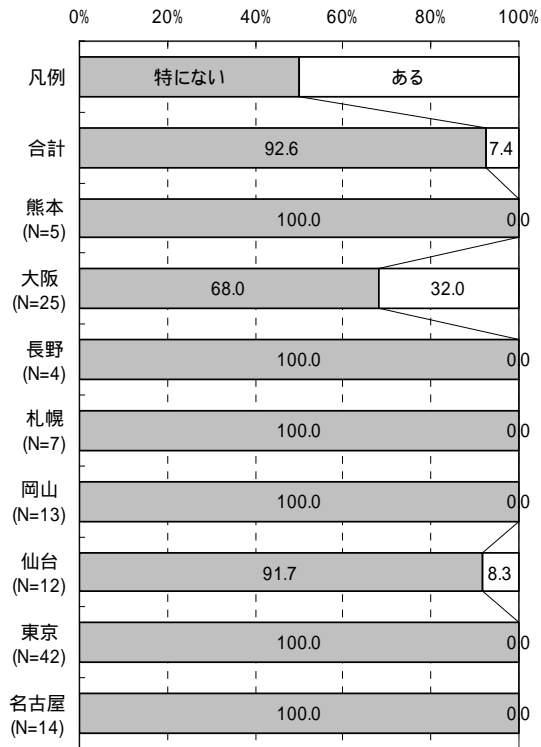 0% 20% 40% 60% 80% 100%
凡例 特にない ある
合計 92.6 7.4
熊本 100.0 0.0
(N=5)
大阪 68.0 32.0
(N=25)
長野 100.0 0.0
(N=4)
札幌 100.0 0.0
(N=7)
岡山 100.0 0.0
(N=13)
仙台 91.7 8.3
(N=12)
東京 100.0 0.0
(N=42)
名古屋 100.0 0.0
(N=14)